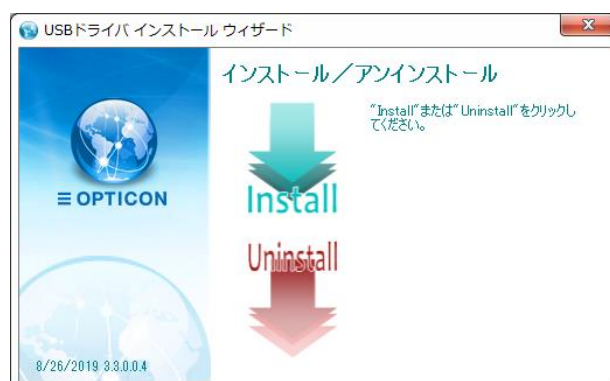 USBドライバ インストール ウィザード
インストール／アンインストール
"Install"または"Uninstall"をクリックし
てください。
OPTICON
Install
Uninstall
8/26/2019 3.3.0.0.4